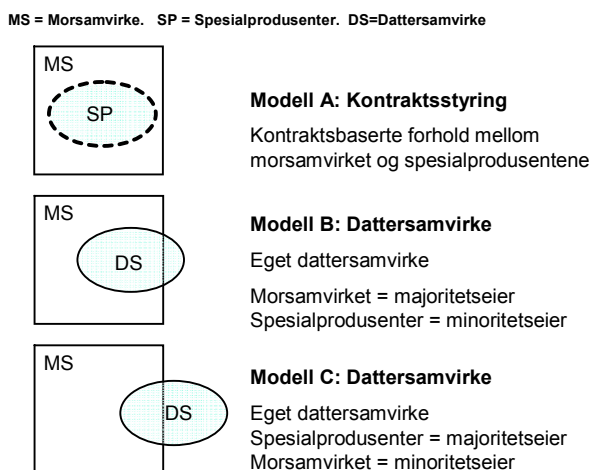 MS = Morsamvirke. SP = Spesialprodusenter. DS=Dattersamvirke
MS
SP
Modell A: Kontraktsstyring
Kontraktsbaserte forhold mellom
morsamvirket og spesialprodusentene
MS
DS
Modell B: Dattersamvirke
Eget dattersamvirke
Morsamvirket = majoritetseier
Spesialprodusenter = minoritetseier
MS
DS
Modell C: Dattersamvirke
Eget dattersamvirke
Spesialprodusenter = majoritetseier
Morsamvirket = minoritetseier